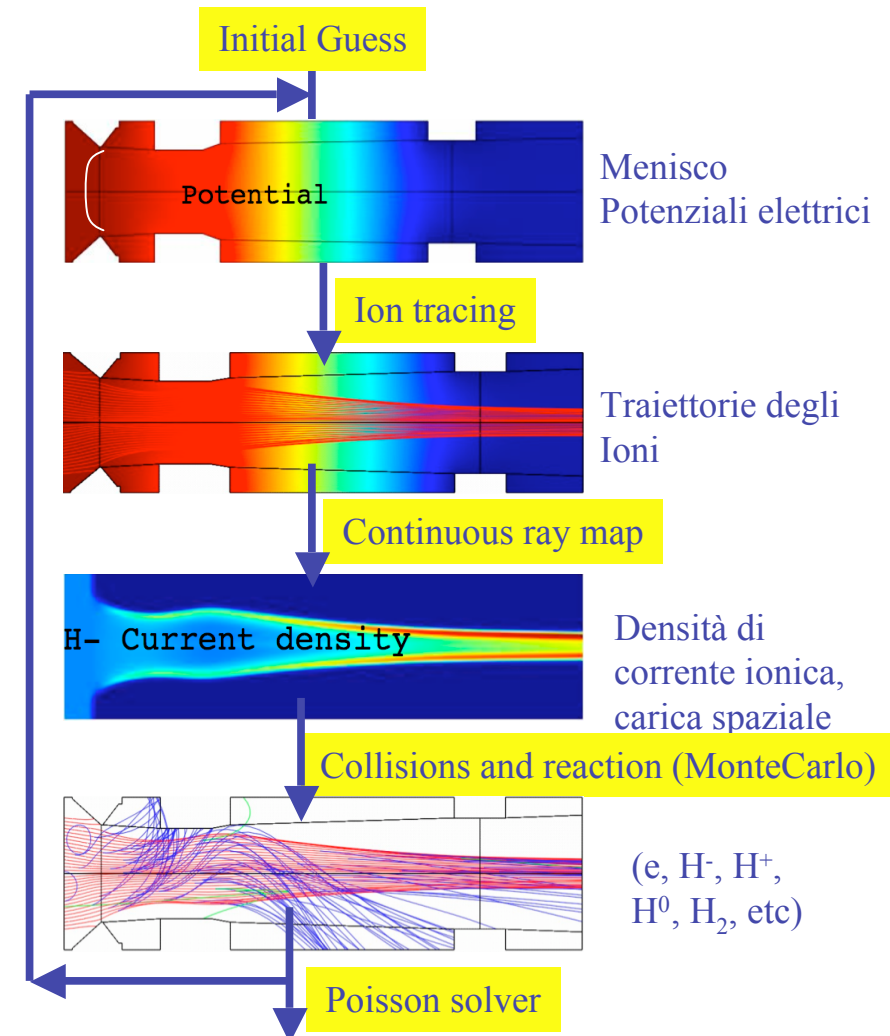 Initial Guess
Potential
Menisco
Potenziali elettrici
Ion tracing
Traiettorie degli
Ioni
Continuous ray map
H- Current density
Densità di
corrente ionica,
carica spaziale
Collisions and reaction (MonteCarlo)
(e, H⁻, H⁺,
H⁰, H₂, etc)
Poisson solver